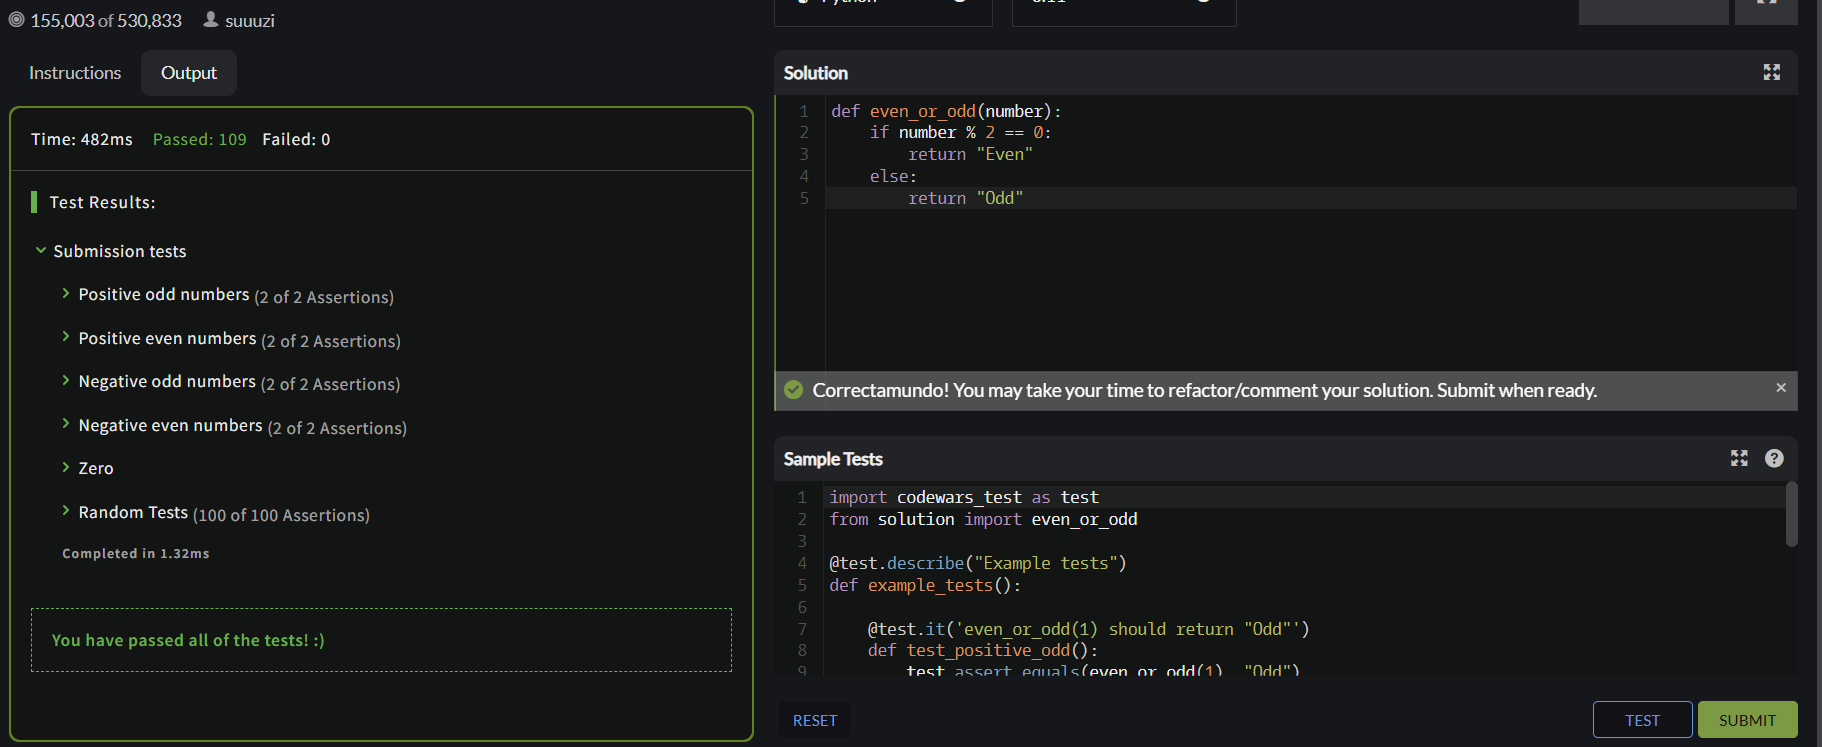 Python
155,003 of 530,833 suuuzi
Instructions Output
Time: 482ms Passed: 109 Failed: 0
Test Results:
Submission tests
Positive odd numbers (2 of 2 Assertions)
Positive even numbers (2 of 2 Assertions)
Negative odd numbers (2 of 2 Assertions)
Negative even numbers (2 of 2 Assertions)
Zero
Random Tests (100 of 100 Assertions)
Completed in 1.32ms
You have passed all of the tests! :)
Solution
1 def even_or_odd(number):
2     if number % 2 == 0:
3         return "Even"
4     else:
5         return "Odd"
Correctamundo! You may take your time to refactor/comment your solution. Submit when ready.
Sample Tests
1 import codewars_test as test
2 from solution import even_or_odd
3
4 @test.describe("Example tests")
5 def example_tests():
6
7     @test.it('even_or_odd(1) should return "Odd"')
8     def test_positive_odd():
9         test.assert_equals(even_or_odd(1), "Odd")
RESET TEST SUBMIT